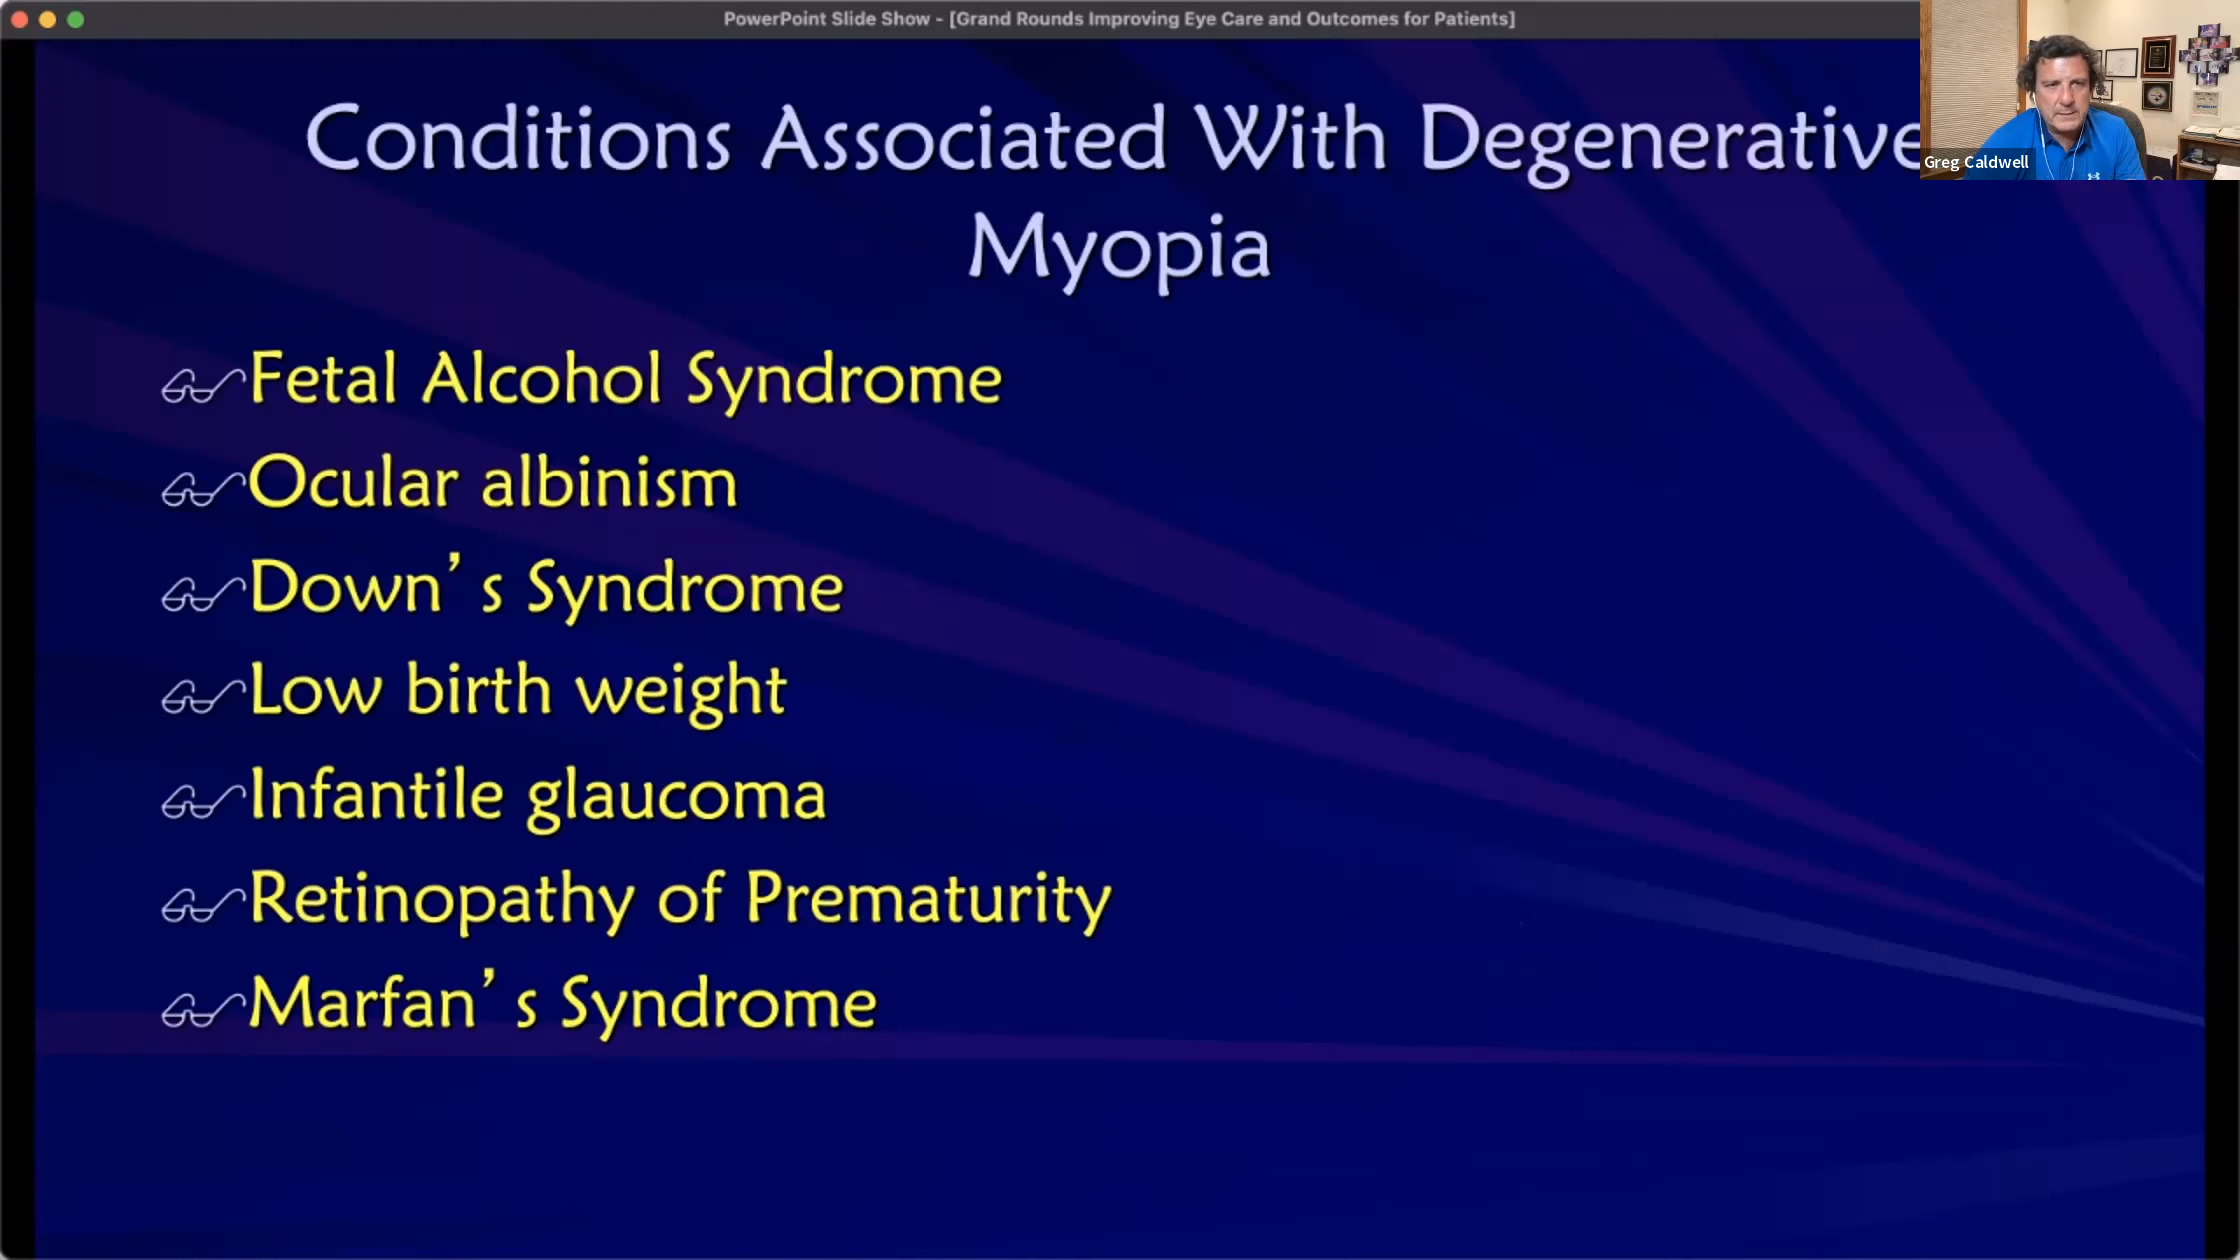 PowerPoint Slide Show - [Grand Rounds Improving Eye Care and Outcomes for Patients]
Conditions Associated With Degenerative
Myopia
Greg Caldwell
Fetal Alcohol Syndrome
Ocular albinism
Down's Syndrome
Low birth weight
Infantile glaucoma
Retinopathy of Prematurity
Marfan's Syndrome